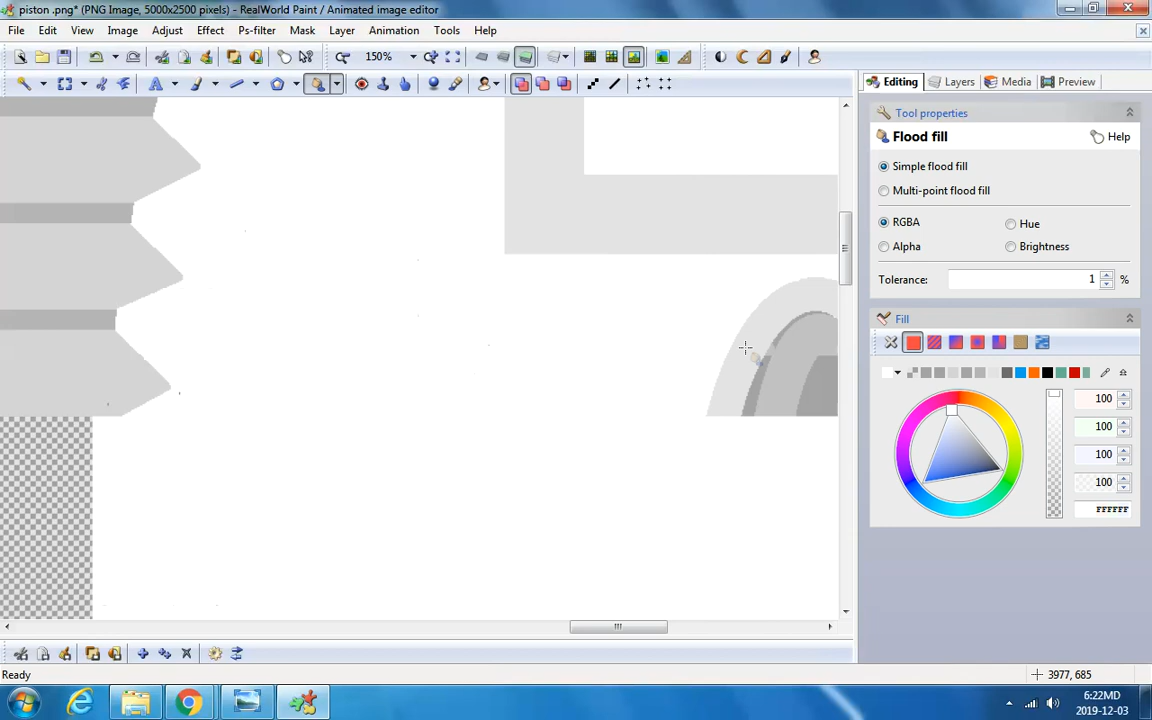 piston .png* (PNG Image, 5000x2500 pixels) - RealWorld Paint / Animated image editor
File Edit View Image Adjust Effect Ps-filter Mask Layer Animation Tools Help
150%
Editing Layers Media Preview
Tool properties
Flood fill Help
Simple flood fill
Multi-point flood fill
RGBA Hue
Alpha Brightness
Tolerance: 1 %
Fill
100
100
100
100
FFFFFF
Ready 3977, 685
6:22MD
2019-12-03